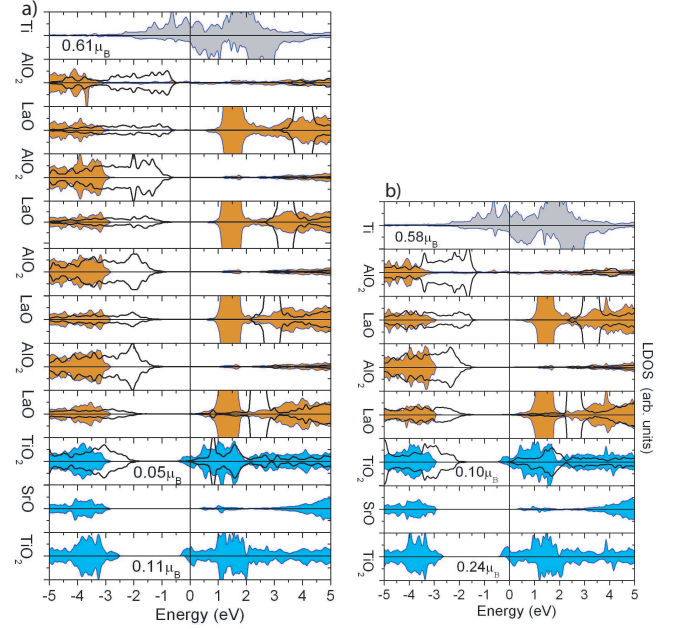 a)
Ti
0.61μB
AlO2
LaO
AlO2
LaO
AlO2
LaO
AlO2
LaO
TiO2
0.05μB
SrO
TiO2
0.11μB
-5 -4 -3 -2 -1 0 1 2 3 4 5
Energy (eV)
b)
Ti
0.58μB
AlO2
LaO
AlO2
LaO
TiO2
0.10μB
SrO
TiO2
0.24μB
-5 -4 -3 -2 -1 0 1 2 3 4 5
Energy (eV)
LDOS (arb. units)